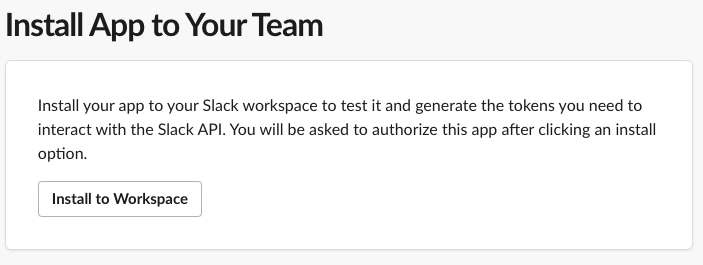 Install App to Your Team
Install your app to your Slack workspace to test it and generate the tokens you need to
interact with the Slack API. You will be asked to authorize this app after clicking an install
option.
Install to Workspace